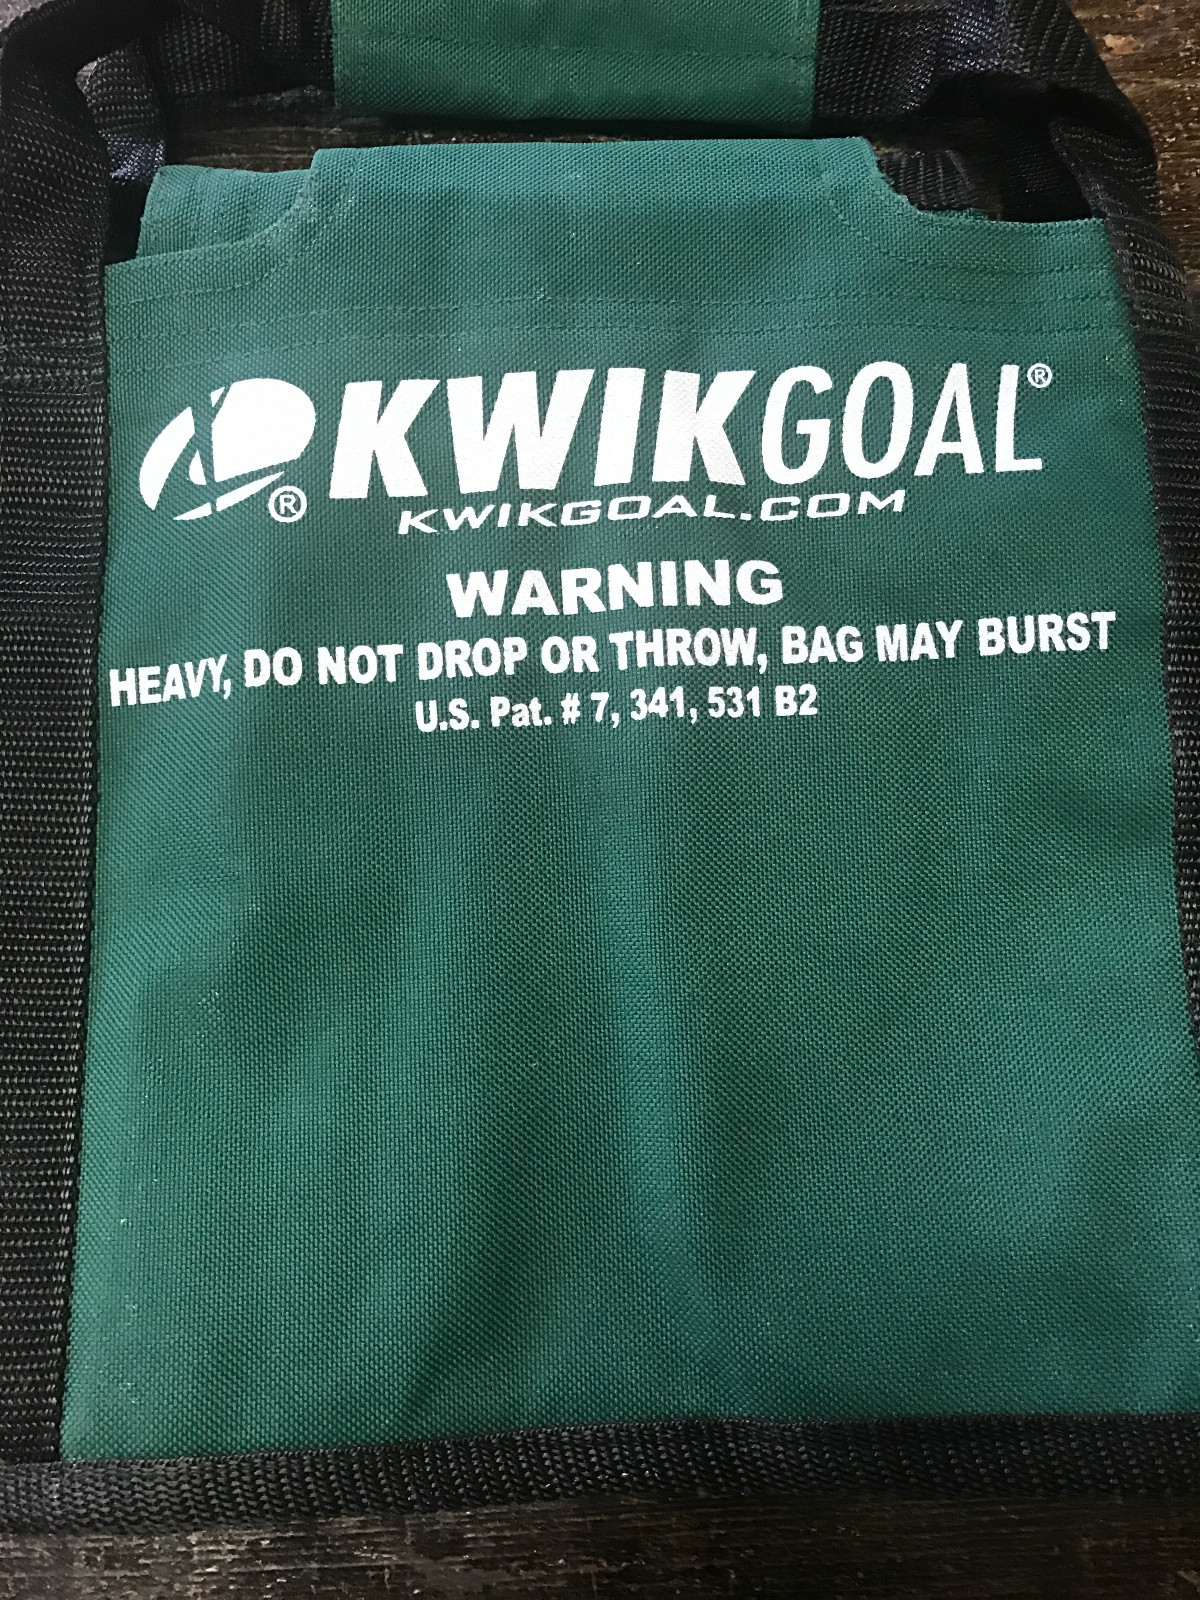 KWIKGOAL®
®
KWIKGOAL.COM
WARNING
HEAVY, DO NOT DROP OR THROW, BAG MAY BURST
U.S. Pat. # 7, 341, 531 B2